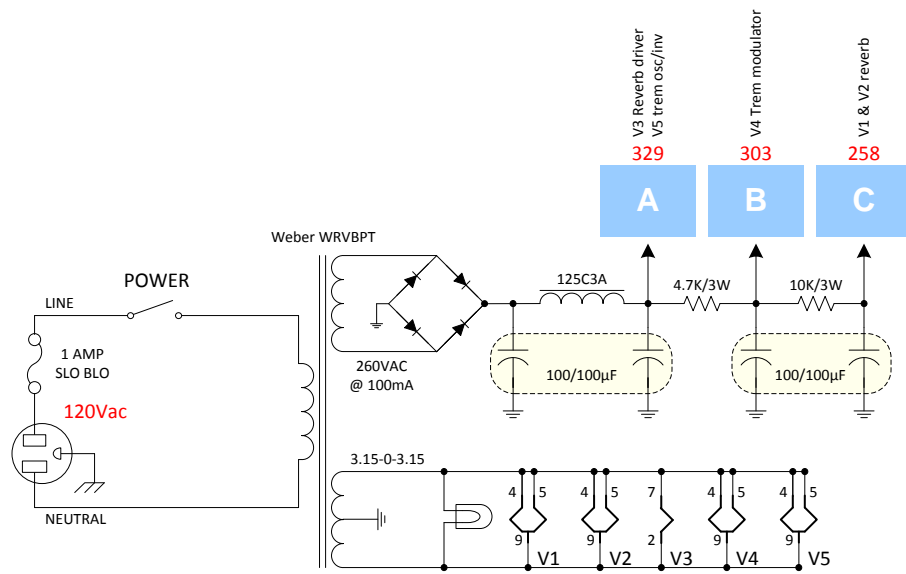 V3 Reverb driver
V5 trem osc/inv
V4 Trem modulator
V1 & V2 reverb
329
303
258
A
B
C
Weber WRVBPT
POWER
125C3A
4.7K/3W
10K/3W
LINE
1 AMP
SLO BLO
260VAC
@ 100mA
100/100µF
100/100µF
120Vac
3.15-0-3.15
4 5
4 5
7
4 5
4 5
9
9
2
9
9
V1
V2
V3
V4
V5
NEUTRAL